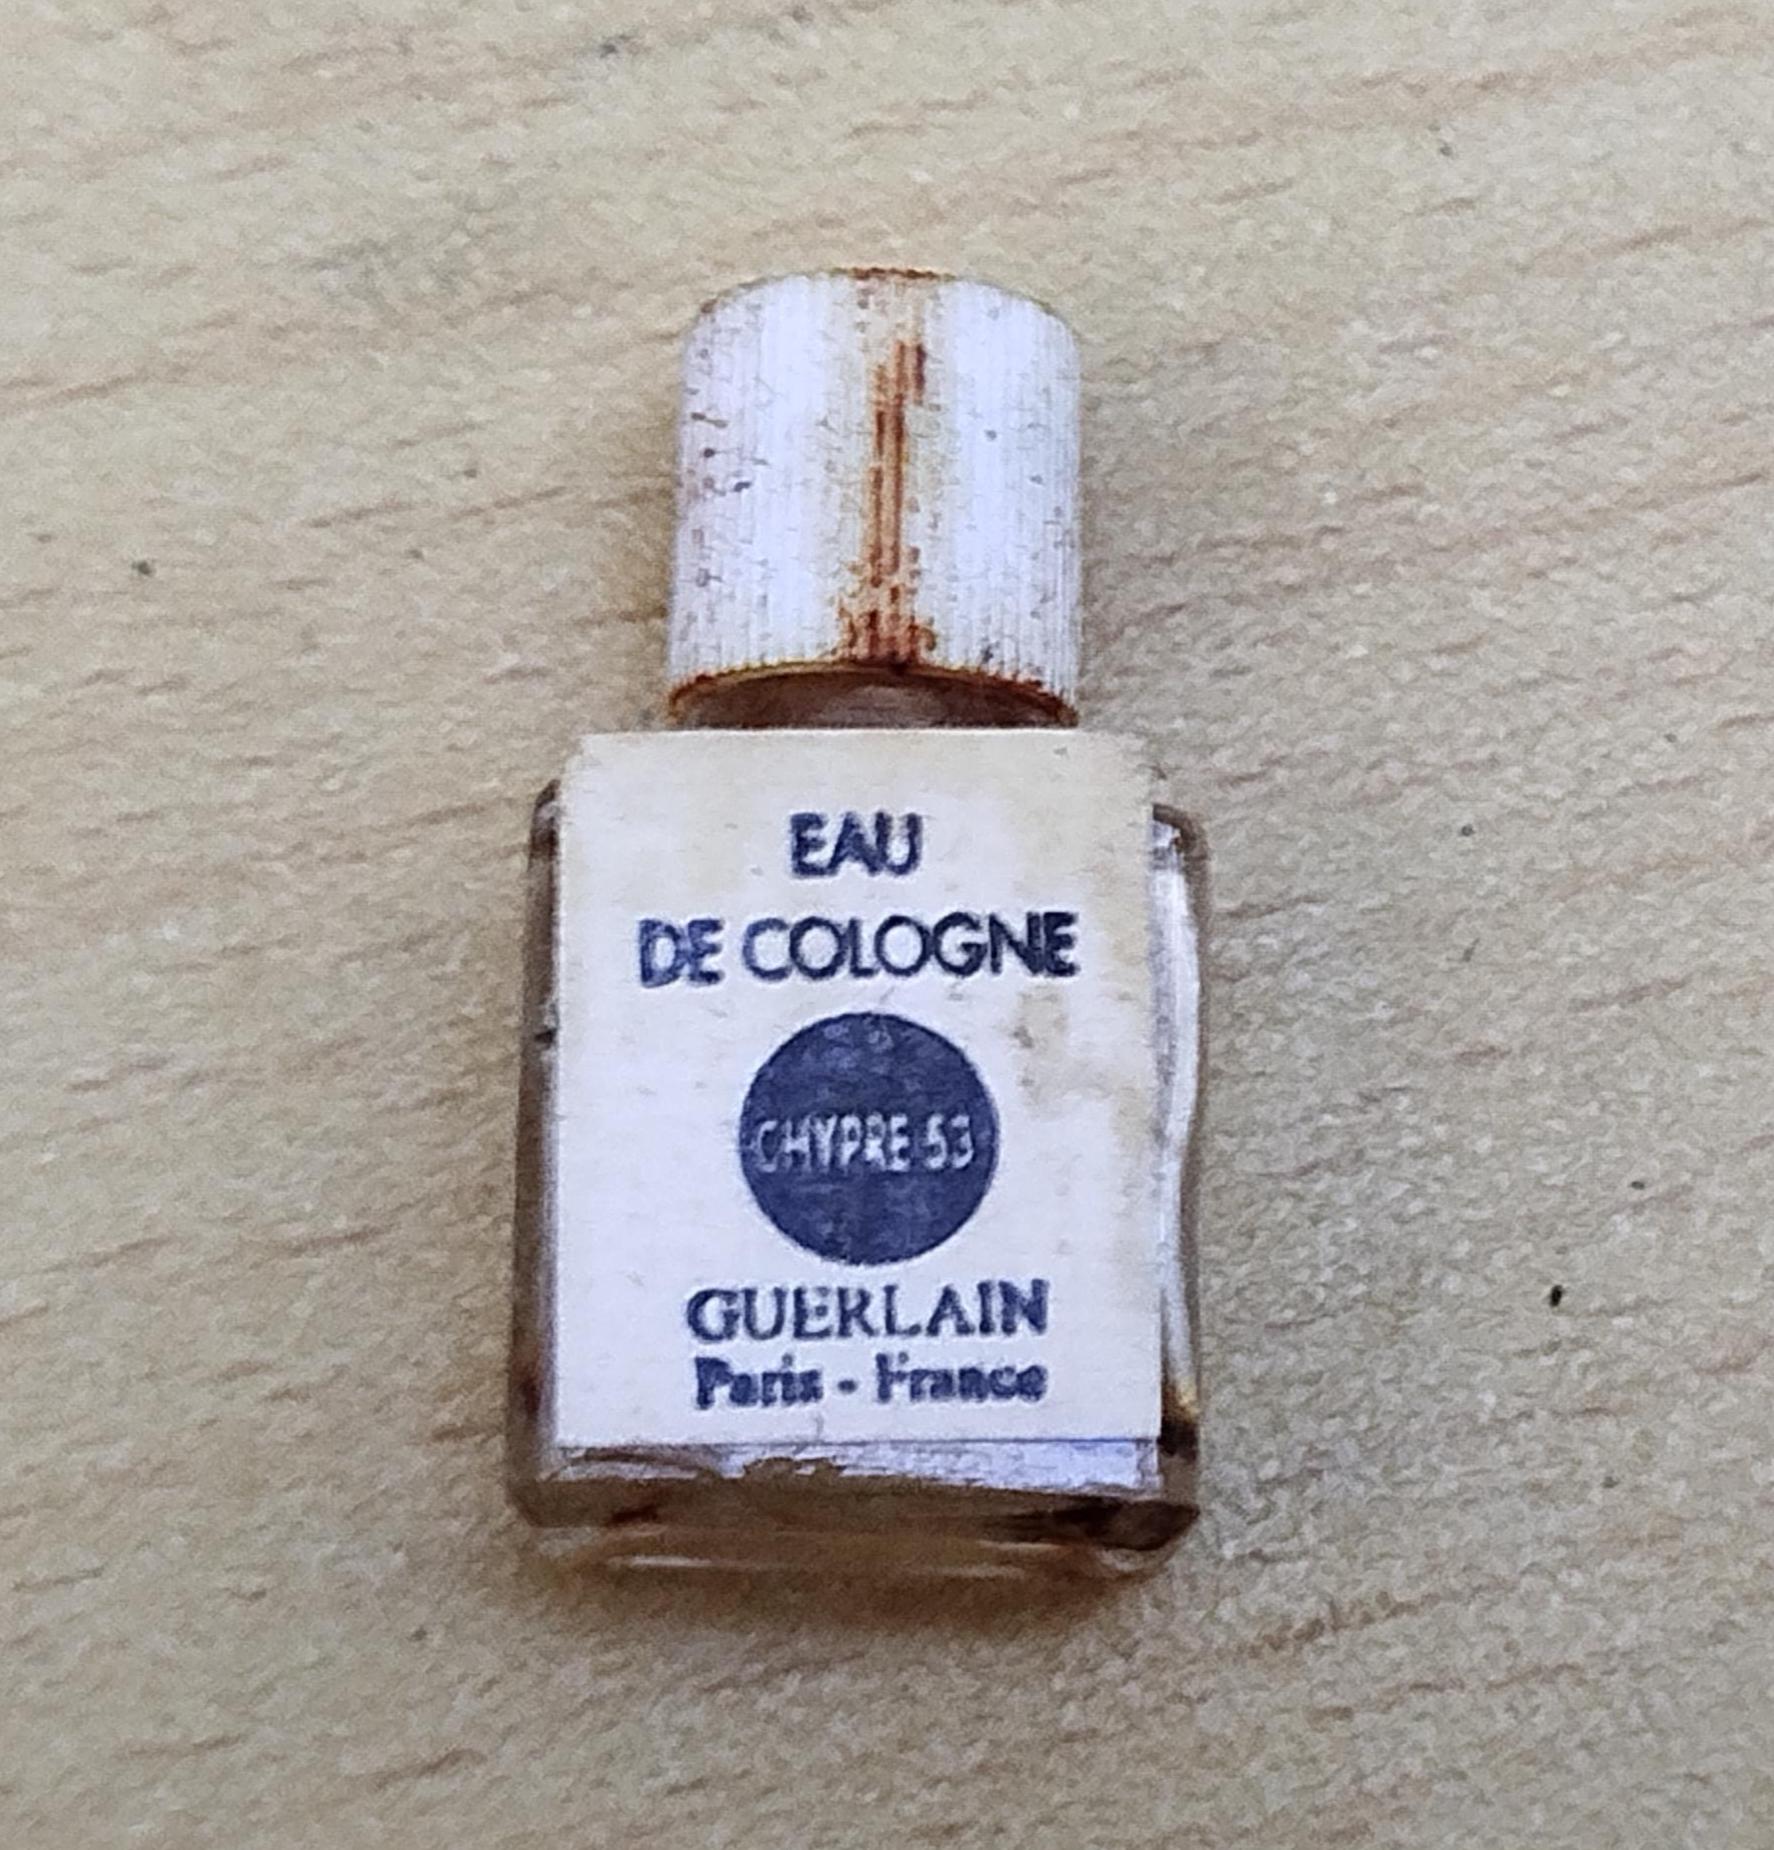 EAU
DE COLOGNE
CHYPRE 53
GUERLAIN
Paris - France